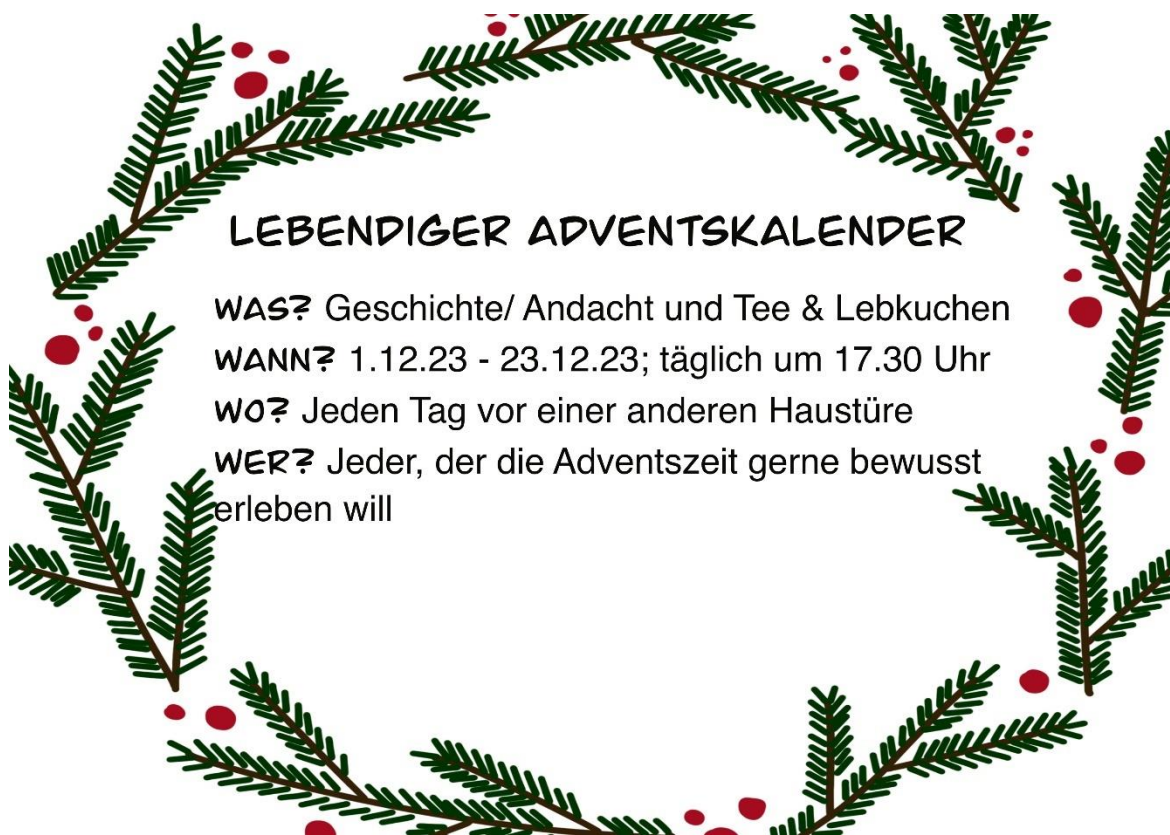 LEBENDIGER ADVENTSKALENDER
WAS? Geschichte/ Andacht und Tee & Lebkuchen
WANN? 1.12.23 - 23.12.23; täglich um 17.30 Uhr
WO? Jeden Tag vor einer anderen Haustüre
WER? Jeder, der die Adventszeit gerne bewusst
erleben will